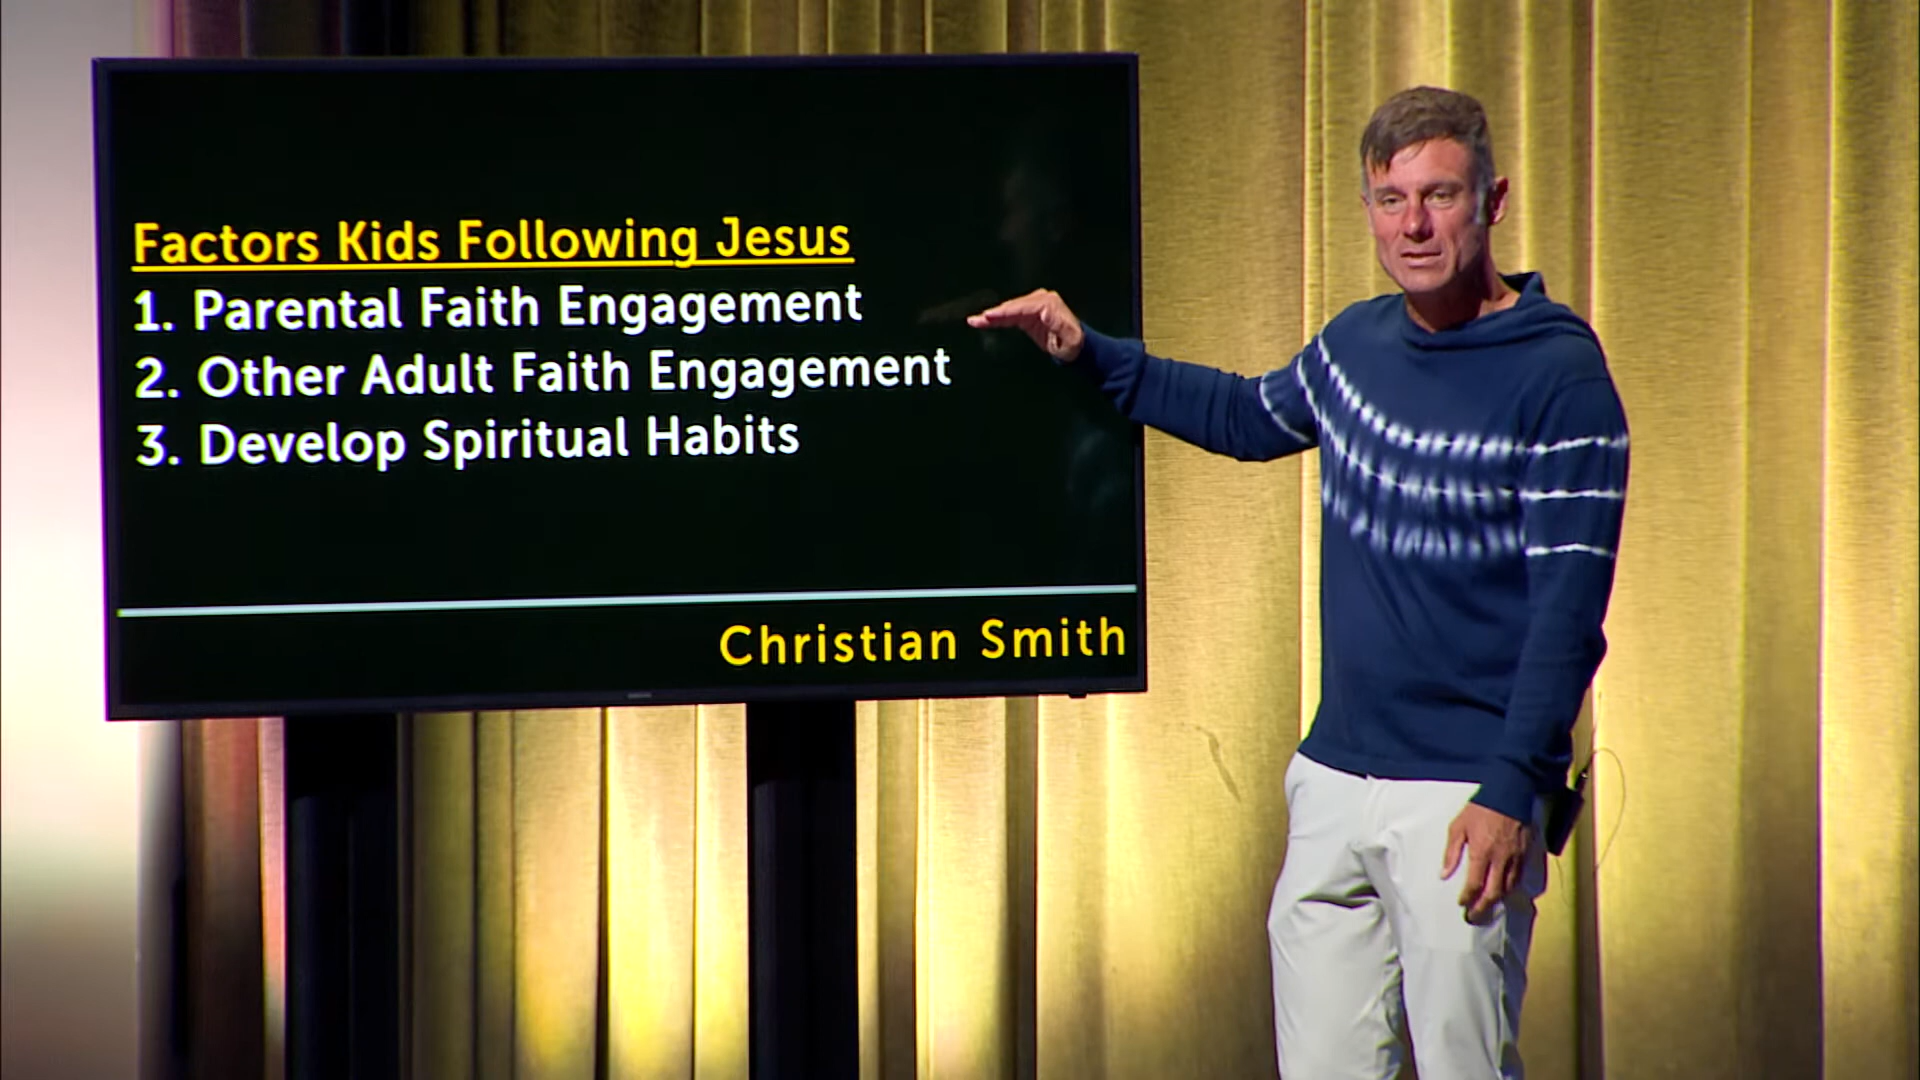 Factors Kids Following Jesus
1. Parental Faith Engagement
2. Other Adult Faith Engagement
3. Develop Spiritual Habits
Christian Smith